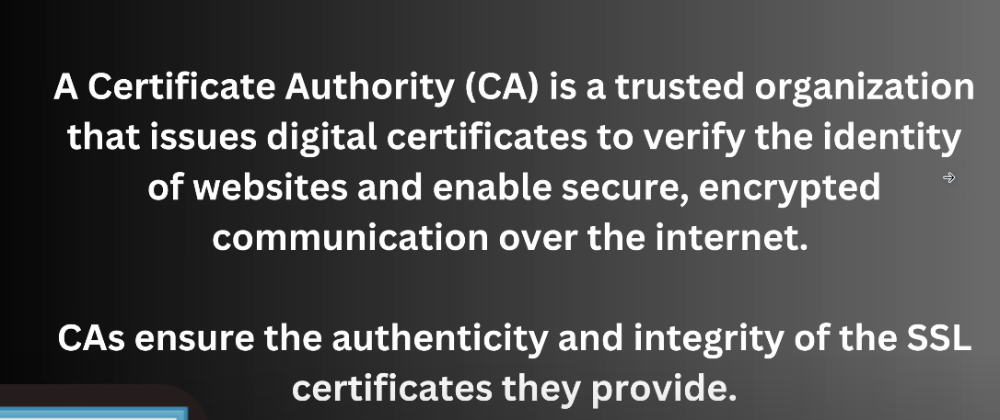 A Certificate Authority (CA) is a trusted organization
that issues digital certificates to verify the identity
of websites and enable secure, encrypted
communication over the internet.
CAs ensure the authenticity and integrity of the SSL
certificates they provide.